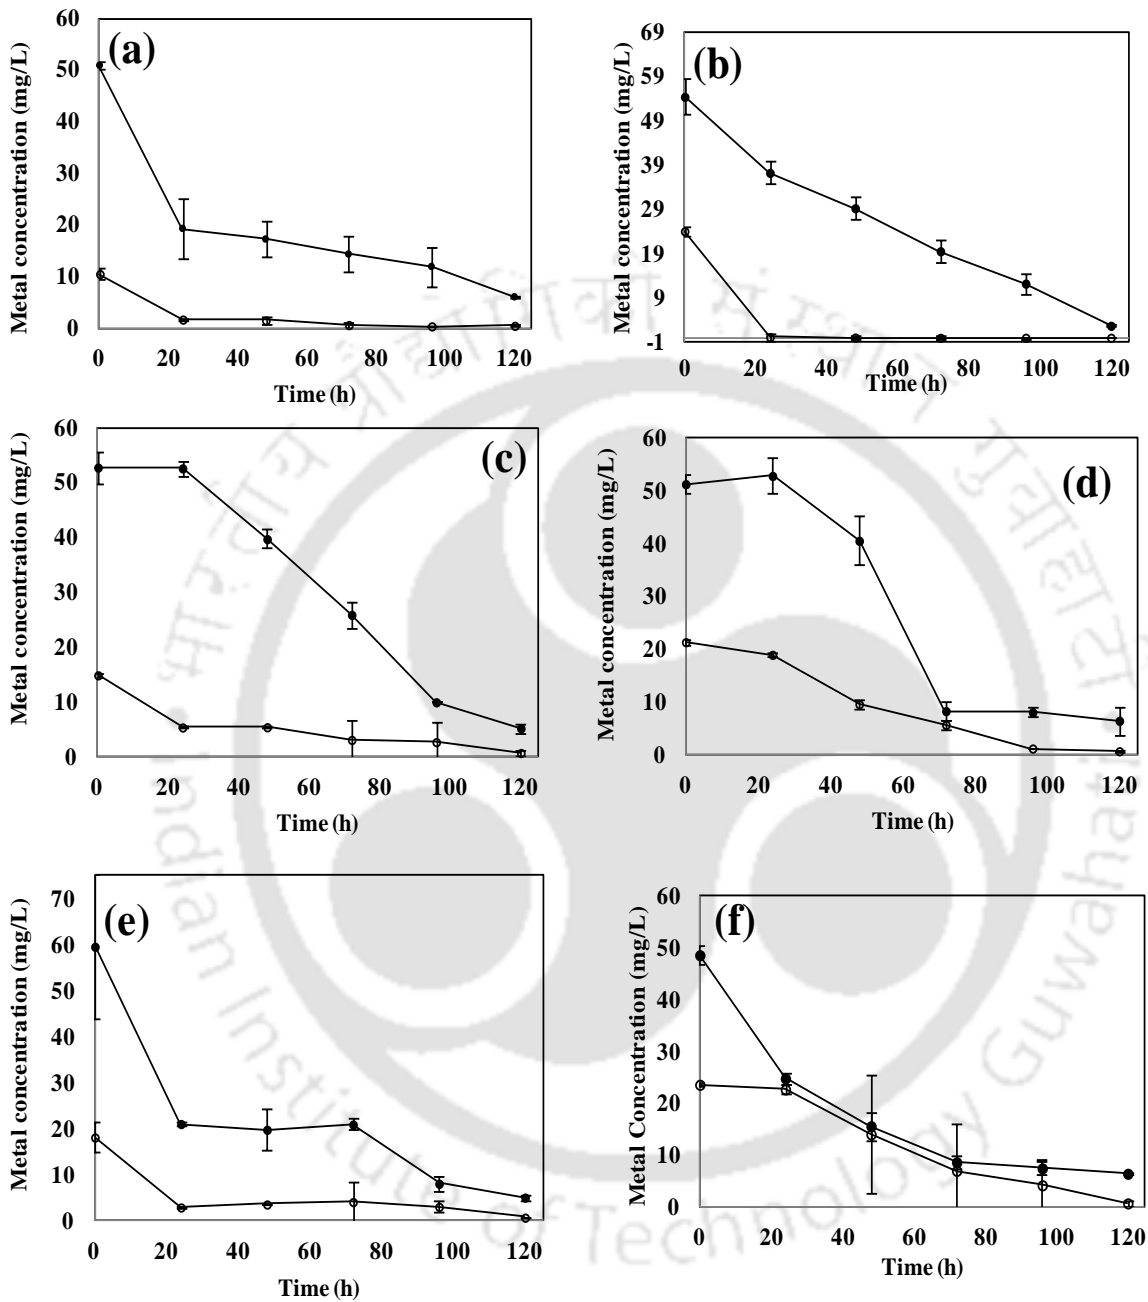 (a)
Metal concentration (mg/L)
60
50
40
30
20
10
0
0 20 40 60 80 100 120
Time (h)
(b)
Metal concentration (mg/L)
69
59
49
39
29
19
9
-1
0 20 40 60 80 100 120
Time (h)
(c)
Metal concentration (mg/L)
60
50
40
30
20
10
0
0 20 40 60 80 100 120
Time (h)
(d)
Metal concentration (mg/L)
60
50
40
30
20
10
0
0 20 40 60 80 100 120
Time (h)
(e)
Metal concentration (mg/L)
70
60
50
40
30
20
10
0
0 20 40 60 80 100 120
Time (h)
(f)
Metal Concentration (mg/L)
60
50
40
30
20
10
0
0 20 40 60 80 100 120
Time (h)
भारतीय प्रौद्योगिकी संस्थान गुवाहाटी
Indian Institute of Technology Guwahati